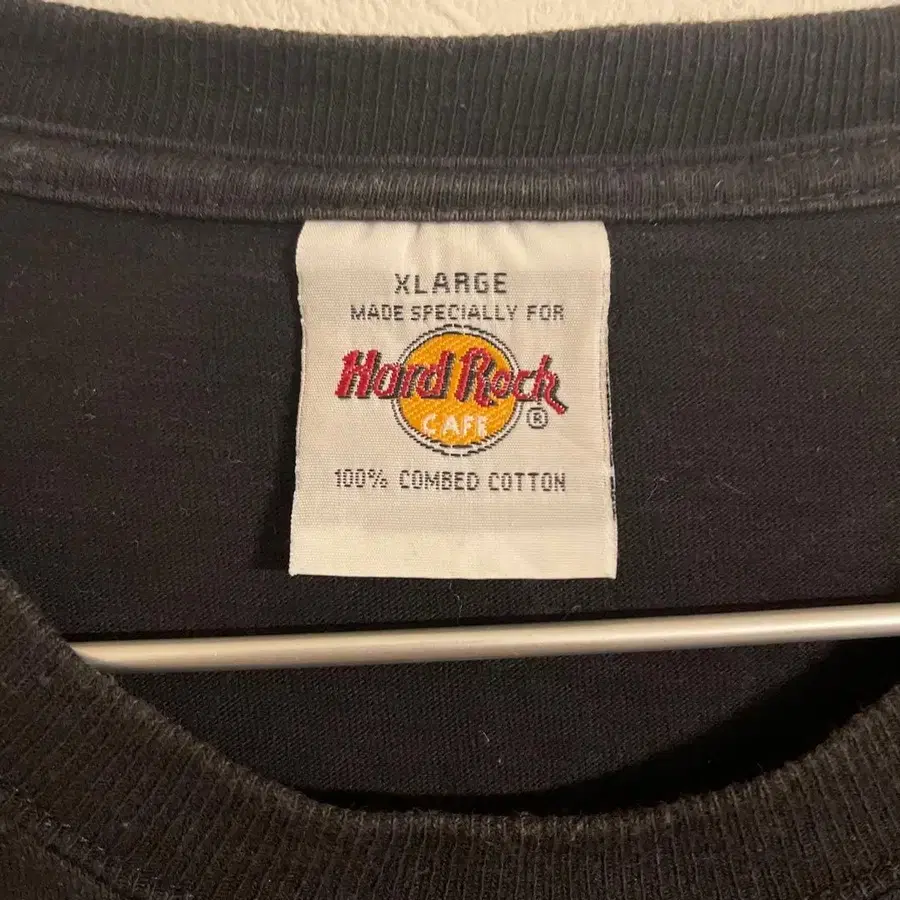 XLARGE
MADE SPECIALLY FOR
Hard Rock
CAFE ®
100% COMBED COTTON